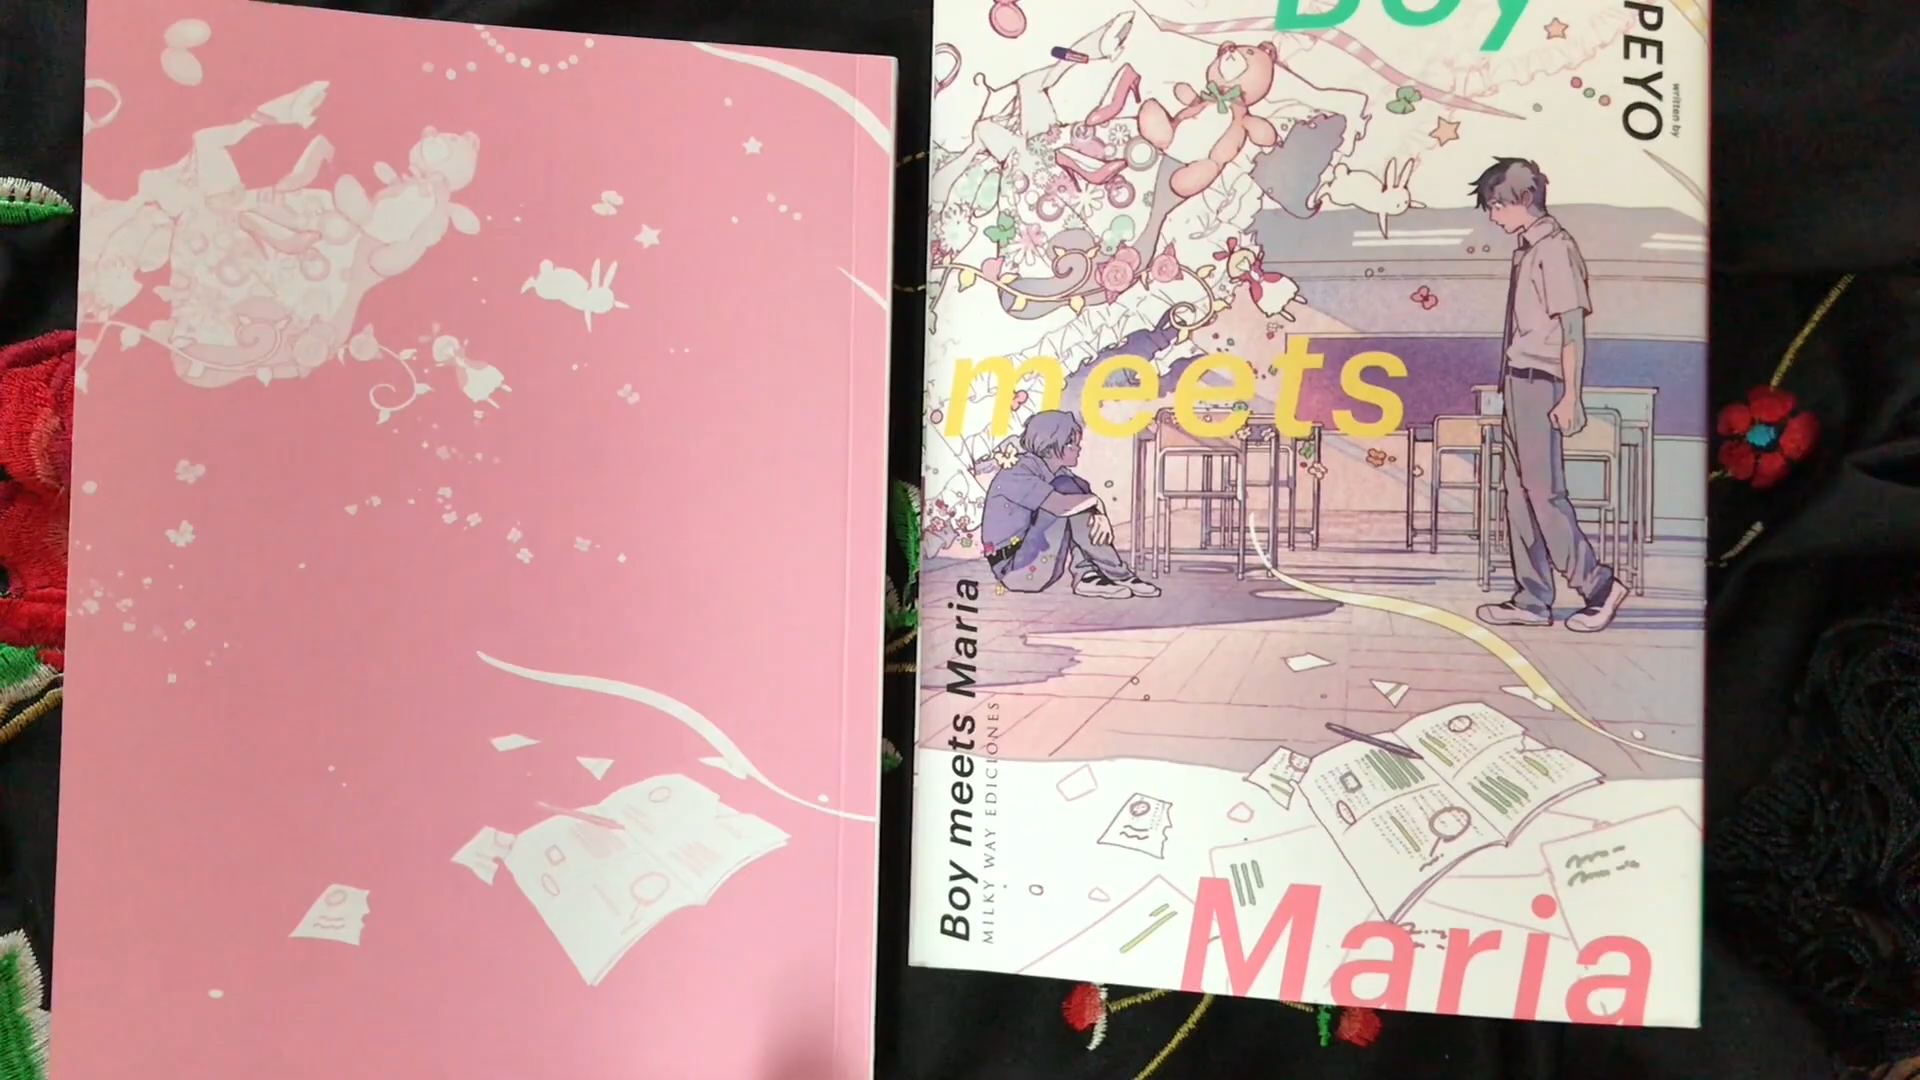 Boy
PEYO
written by
meets
Boy meets Maria
MILKY WAY EDICIONES
Maria